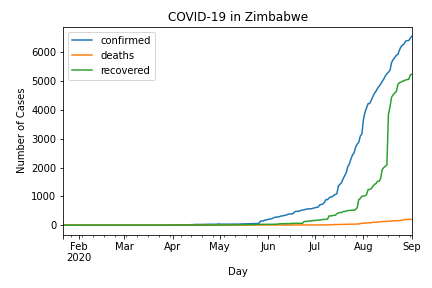 COVID-19 in Zimbabwe
confirmed
deaths
recovered
Number of Cases
6000
5000
4000
3000
2000
1000
0
Feb Mar Apr May Jun Jul Aug Sep
2020
Day